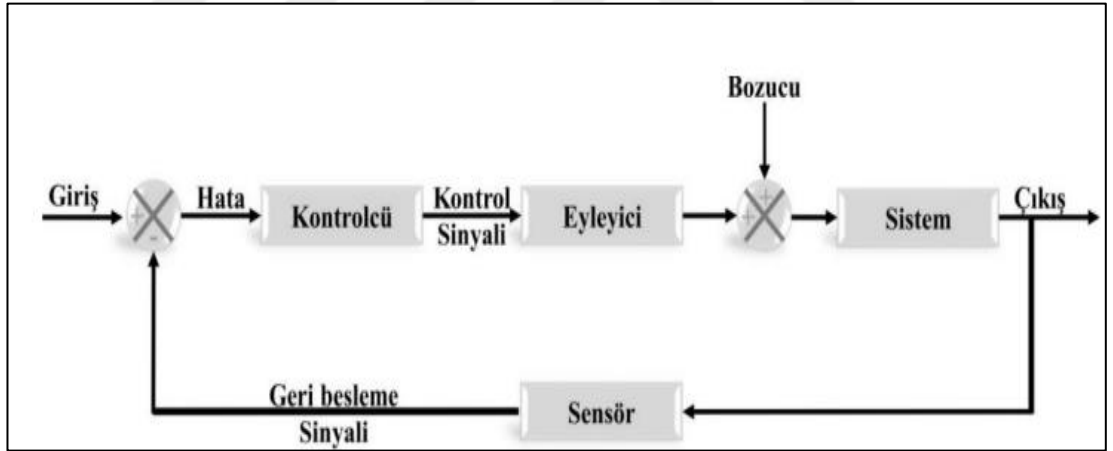 Bozucu
Giriş
+
-
Hata
Kontrolcü
Kontrol
Sinyali
Eyleyici
+
+
Sistem
Çıkış
Geri besleme
Sinyali
Sensör